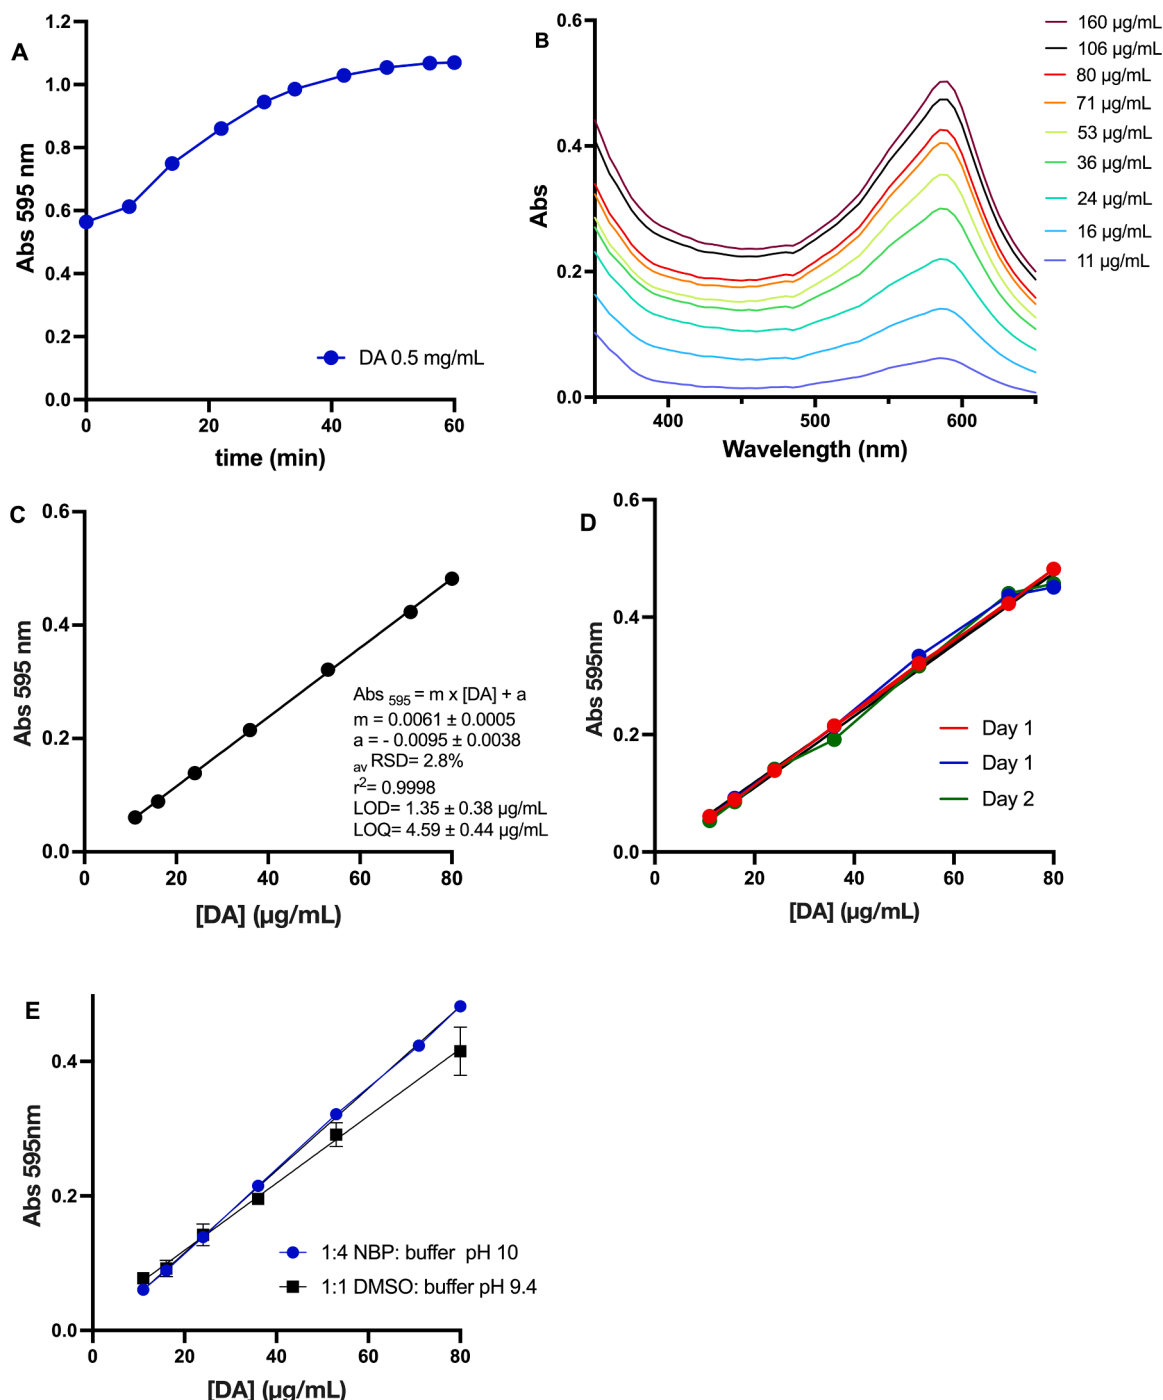 A
1.2
1.0
0.8
0.6
0.4
0.2
0.0
Abs 595 nm
DA 0.5 mg/mL
0
20
40
60
time (min)
B
0.6
0.4
0.2
0.0
Abs
400
500
600
Wavelength (nm)
160 µg/mL
106 µg/mL
80 µg/mL
71 µg/mL
53 µg/mL
36 µg/mL
24 µg/mL
16 µg/mL
11 µg/mL
C
0.6
0.4
0.2
0.0
Abs 595 nm
Abs 595 = m x [DA] + a
m = 0.0061 ± 0.0005
a = - 0.0095 ± 0.0038
av RSD= 2.8%
r2= 0.9998
LOD= 1.35 ± 0.38 µg/mL
LOQ= 4.59 ± 0.44 µg/mL
0
20
40
60
80
[DA] (µg/mL)
D
0.6
0.4
0.2
0.0
Abs 595nm
Day 1
Day 1
Day 2
0
20
40
60
80
[DA] (µg/mL)
E
0.4
0.2
0.0
Abs 595nm
1:4 NBP: buffer pH 10
1:1 DMSO: buffer pH 9.4
0
20
40
60
80
[DA] (µg/mL)